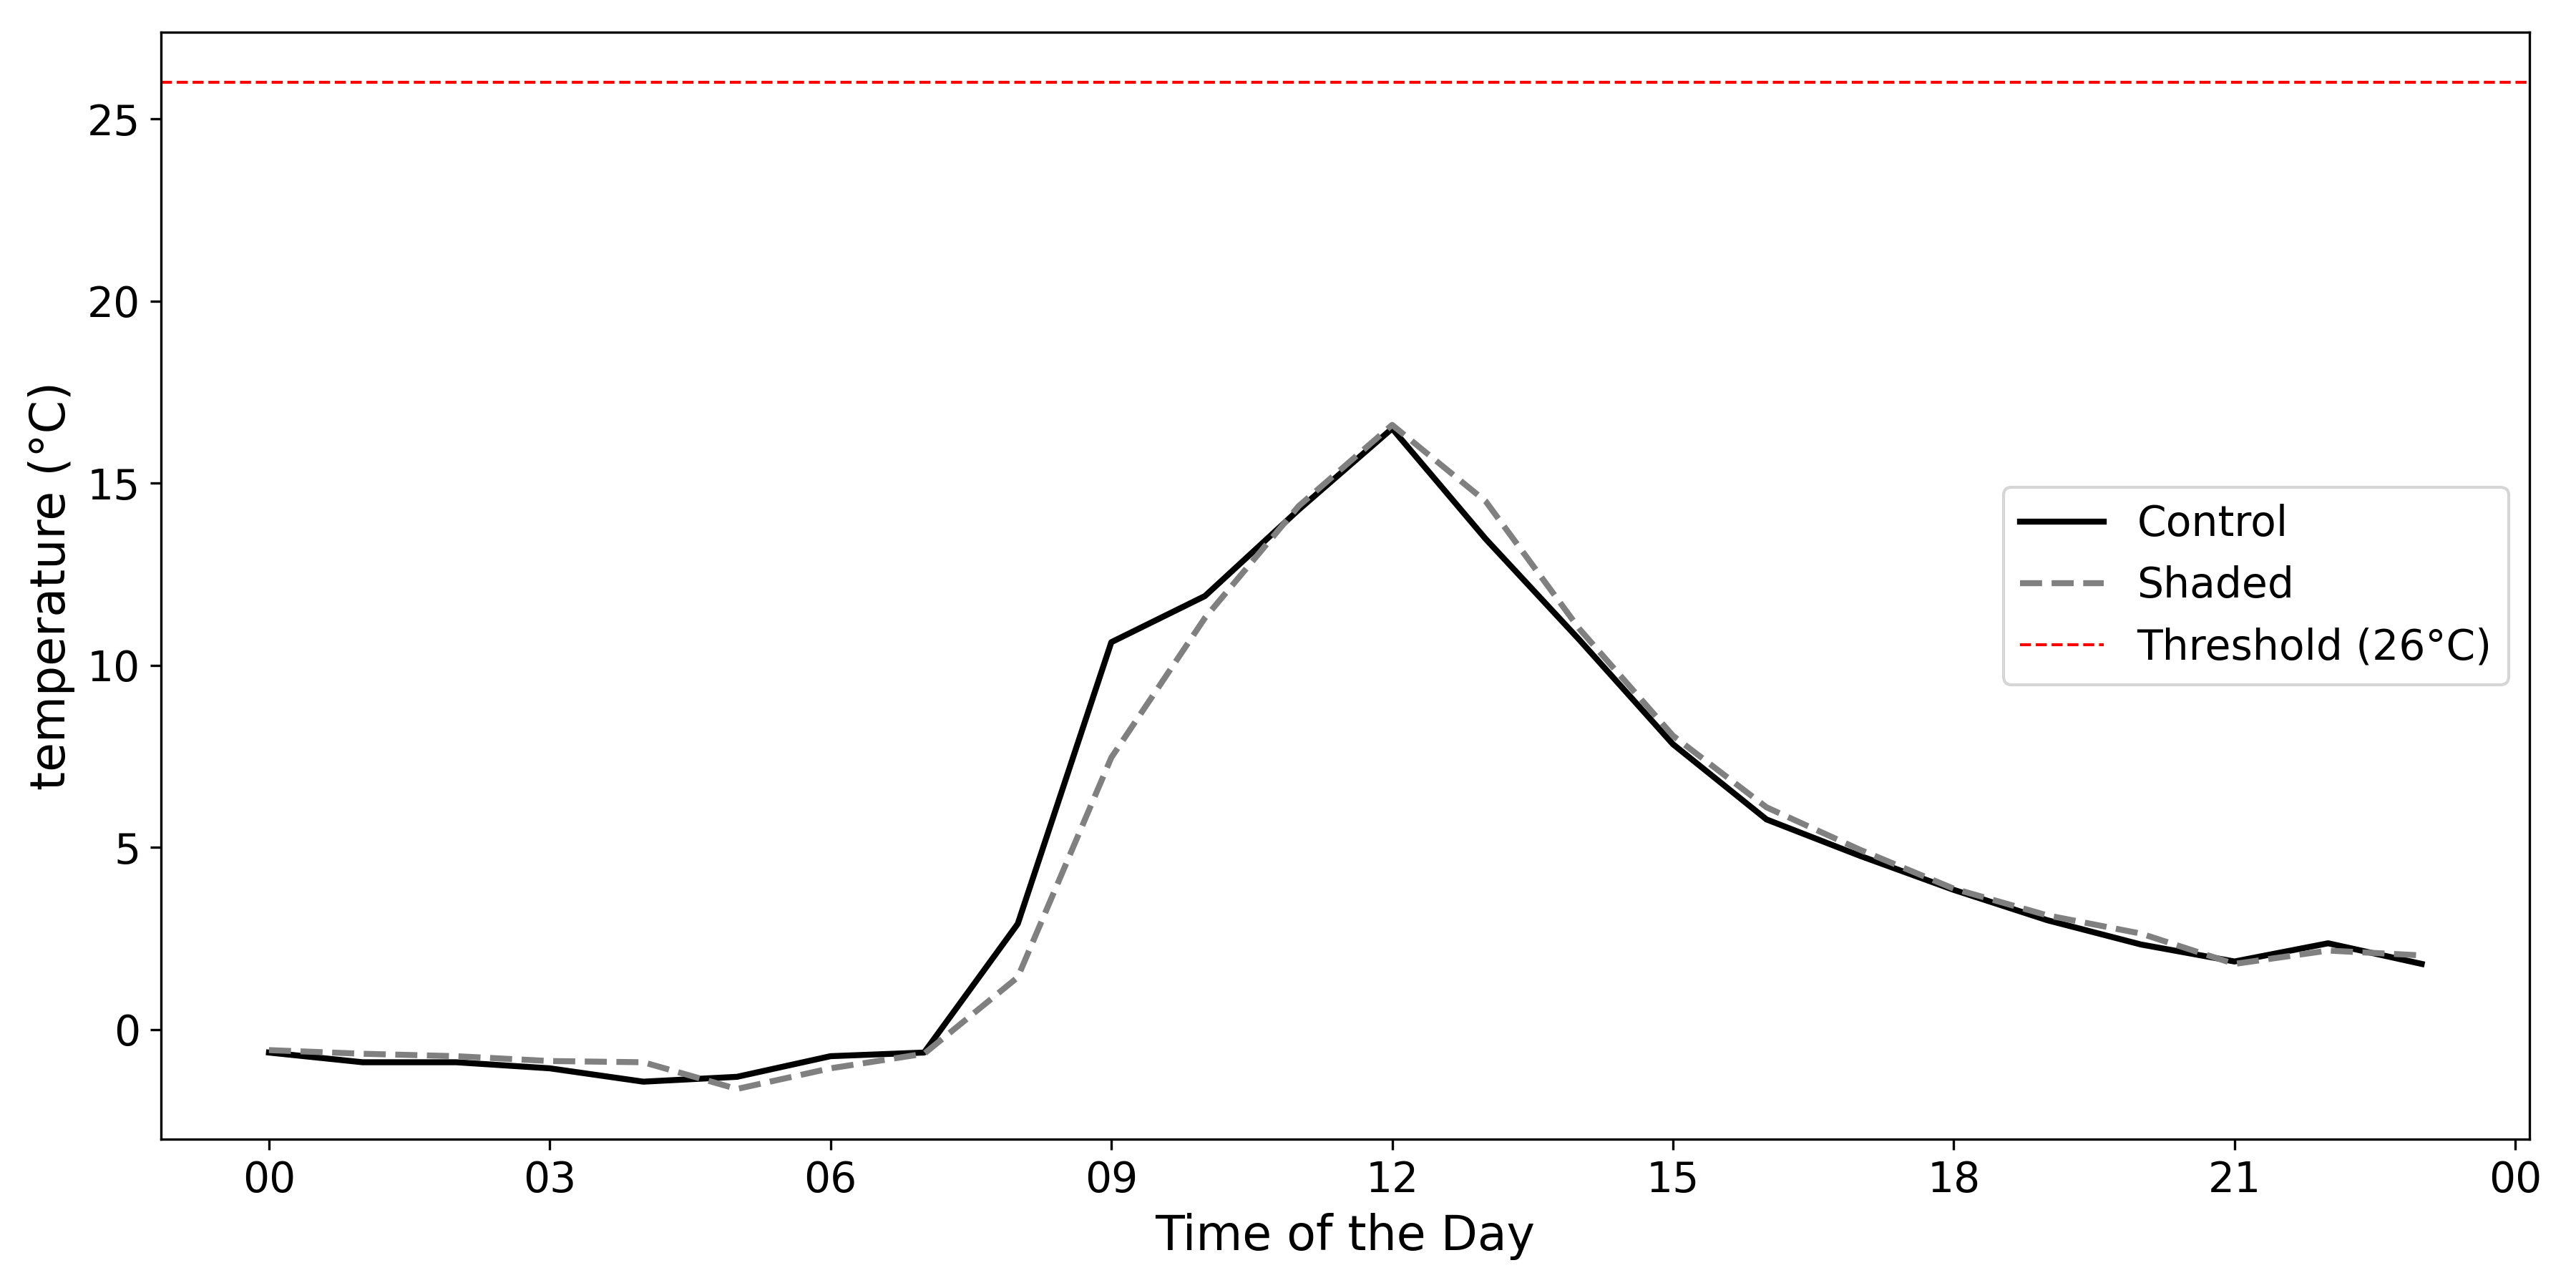 25
20
15
10
5
0
temperature (°C)
Control
Shaded
Threshold (26°C)
00 03 06 09 12 15 18 21 00
Time of the Day